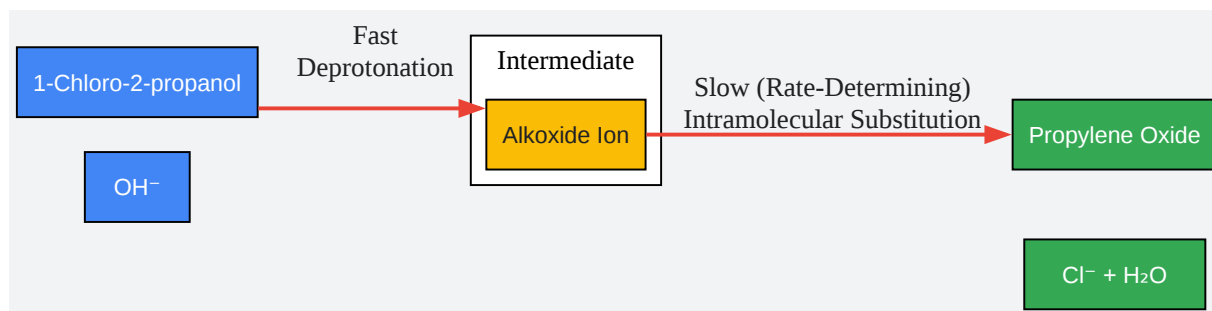 1-Chloro-2-propanol
OH⁻
Fast
Deprotonation
Intermediate
Alkoxide Ion
Slow (Rate-Determining)
Intramolecular Substitution
Propylene Oxide
Cl⁻ + H₂O